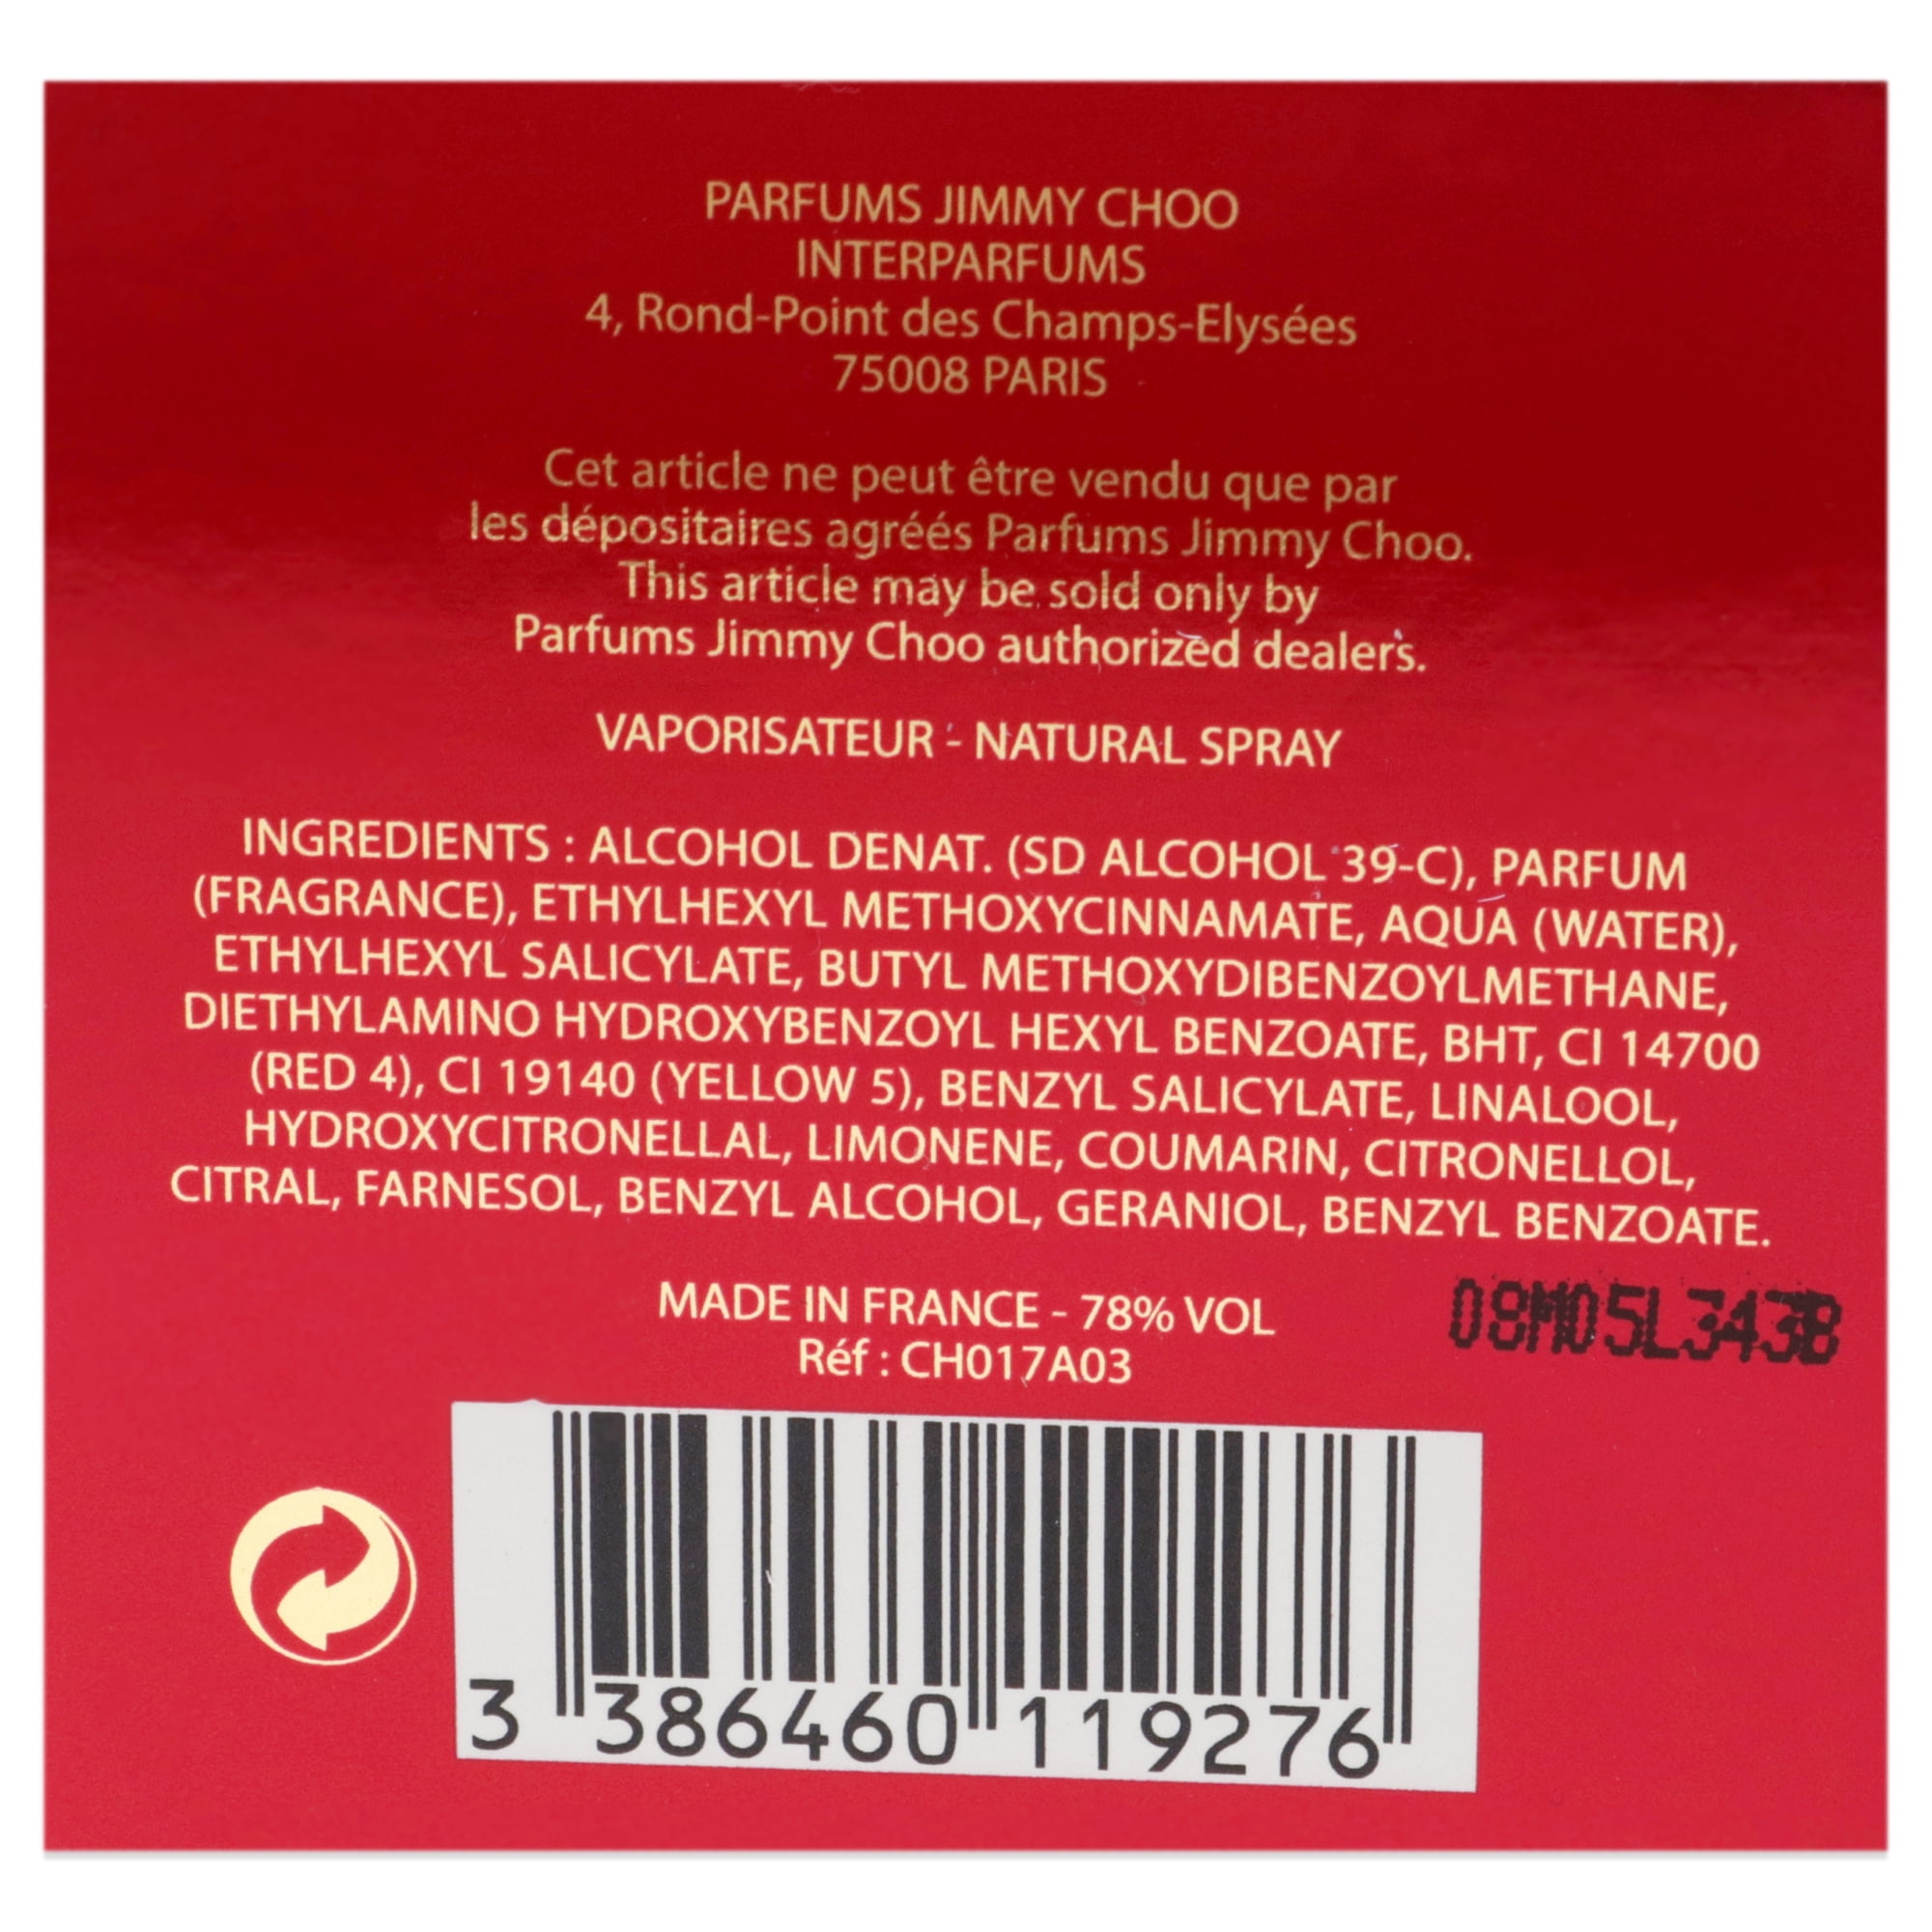 PARFUMS JIMMY CHOO
INTERPARFUMS
4, Rond-Point des Champs-Elysées
75008 PARIS
Cet article ne peut être vendu que par
les dépositaires agréés Parfums Jimmy Choo.
This article may be sold only by
Parfums Jimmy Choo authorized dealers.
VAPORISATEUR - NATURAL SPRAY
INGREDIENTS : ALCOHOL DENAT. (SD ALCOHOL 39-C), PARFUM
(FRAGRANCE), ETHYLHEXYL METHOXYCINNAMATE, AQUA (WATER),
ETHYLHEXYL SALICYLATE, BUTYL METHOXYDIBENZOYLMETHANE,
DIETHYLAMINO HYDROXYBENZOYL HEXYL BENZOATE, BHT, CI 14700
(RED 4), CI 19140 (YELLOW 5), BENZYL SALICYLATE, LINALOOL,
HYDROXYCITRONELLAL, LIMONENE, COUMARIN, CITRONELLOL,
CITRAL, FARNESOL, BENZYL ALCOHOL, GERANIOL, BENZYL BENZOATE.
MADE IN FRANCE - 78% VOL
Réf : CH017A03
3 386460 119276